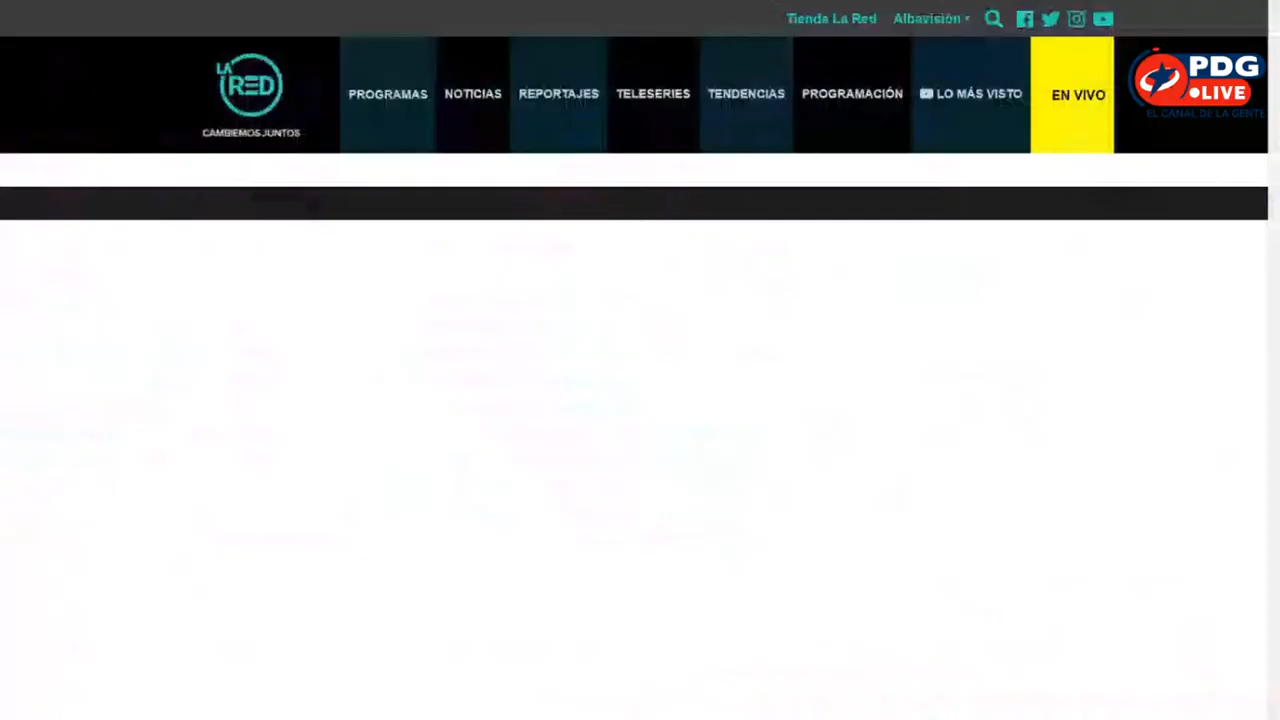 Tienda La Red Albavisión
LA RED
CAMBIEMOS JUNTOS
PROGRAMAS NOTICIAS REPORTAJES TELESERIES TENDENCIAS PROGRAMACIÓN LO MÁS VISTO EN VIVO
PDG
LIVE
EL CANAL DE LA GENTE